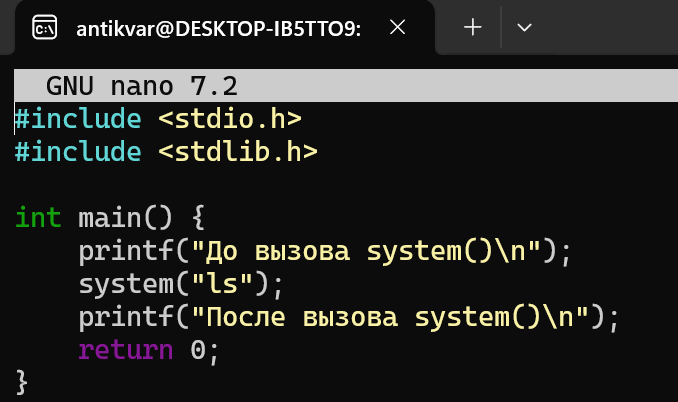 antikvar@DESKTOP-IB5TTO9:
GNU nano 7.2
#include <stdio.h>
#include <stdlib.h>
int main() {
    printf("До вызова system()\n");
    system("ls");
    printf("После вызова system()\n");
    return 0;
}